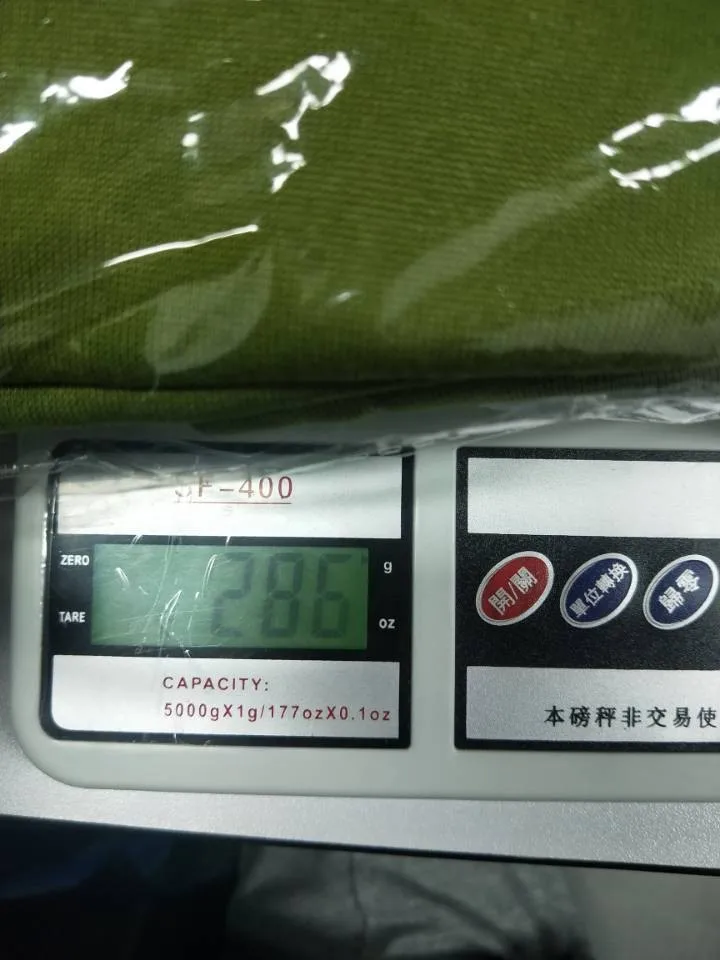 SF-400
ZERO
286
g
TARE
oz
CAPACITY:
5000gX1g/177ozX0.1oz
開/關
單位轉換
歸零
本磅秤非交易使